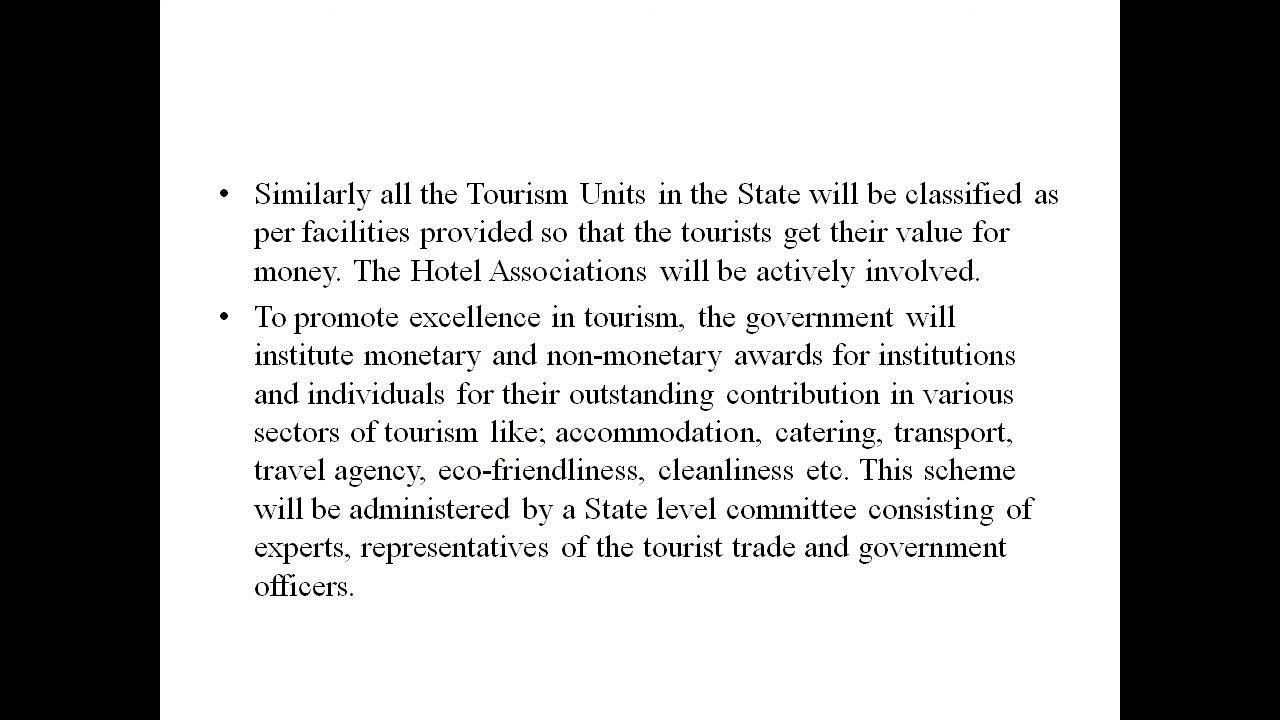 • Similarly all the Tourism Units in the State will be classified as
per facilities provided so that the tourists get their value for
money. The Hotel Associations will be actively involved.
• To promote excellence in tourism, the government will
institute monetary and non-monetary awards for institutions
and individuals for their outstanding contribution in various
sectors of tourism like; accommodation, catering, transport,
travel agency, eco-friendliness, cleanliness etc. This scheme
will be administered by a State level committee consisting of
experts, representatives of the tourist trade and government
officers.